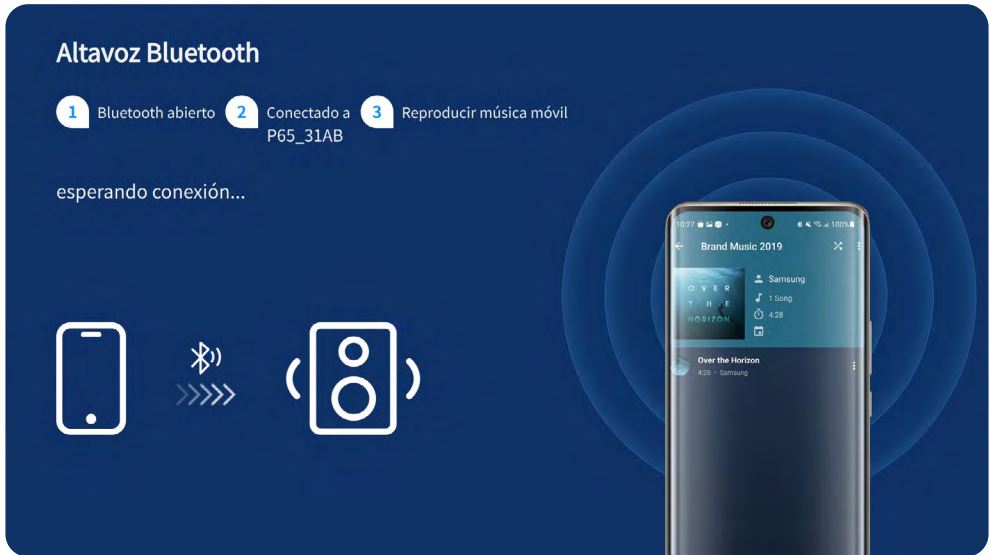 Altavoz Bluetooth
1 Bluetooth abierto 2 Conectado a 3 Reproducir música móvil
P65_31AB
esperando conexión...
10:27 100%
Brand Music 2019
Samsung
OVER
1 Song
THE
4:28
HORIZON
-
Over the Horizon
4:28 • Samsung